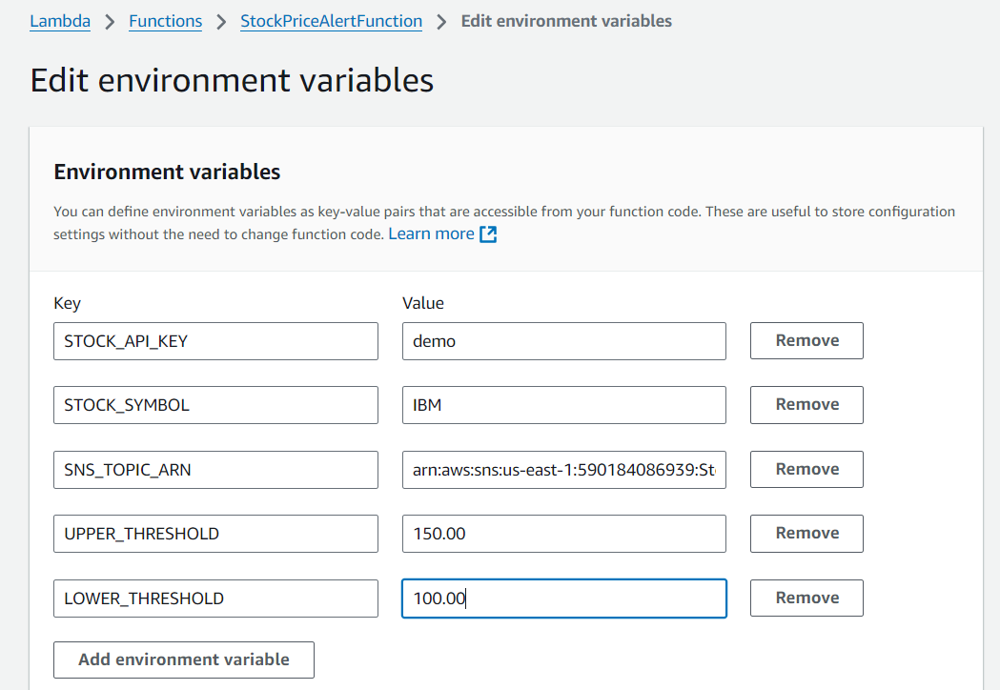 Lambda > Functions > StockPriceAlertFunction > Edit environment variables
Edit environment variables
Environment variables
You can define environment variables as key-value pairs that are accessible from your function code. These are useful to store configuration
settings without the need to change function code. Learn more
Key Value
STOCK_API_KEY demo Remove
STOCK_SYMBOL IBM Remove
SNS_TOPIC_ARN arn:aws:sns:us-east-1:590184086939:St Remove
UPPER_THRESHOLD 150.00 Remove
LOWER_THRESHOLD 100.00 Remove
Add environment variable